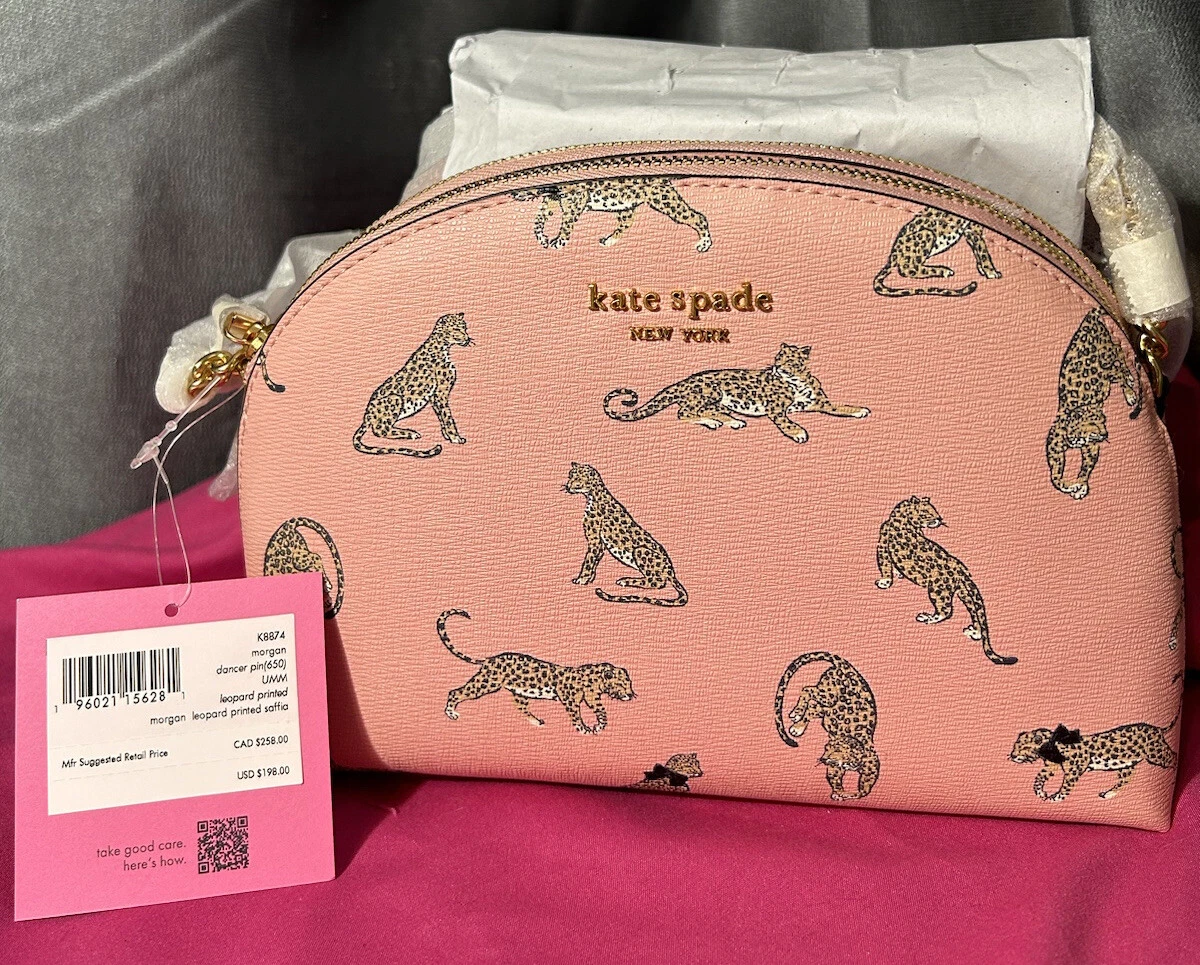 kate spade
NEW YORK
K8874
morgan
dancer pin(650)
UMM
leopard printed
morgan leopard printed saffia
1 96021 15628 1
Mfr Suggested Retail Price
CAD $258.00
USD $198.00
take good care.
here's how.